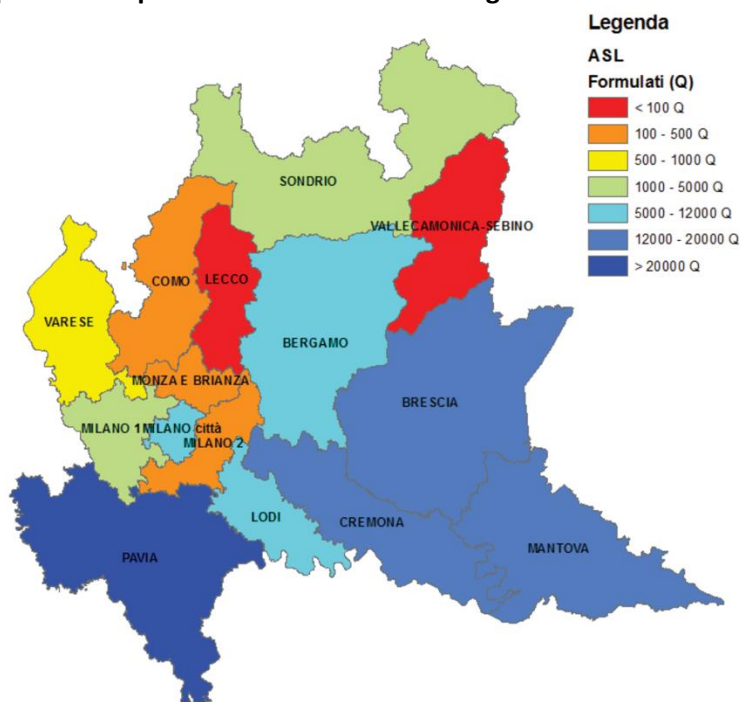 Legenda
ASL
Formulati (Q)
< 100 Q
100 - 500 Q
500 - 1000 Q
1000 - 5000 Q
5000 - 12000 Q
12000 - 20000 Q
> 20000 Q
SONDRIO
VALLECAMONICA-SEBINO
COMO
LECCO
VARESE
BERGAMO
MONZA E BRIANZA
BRESCIA
MILANO 1
MILANO città
MILANO 2
LODI
CREMONA
PAVIA
MANTOVA